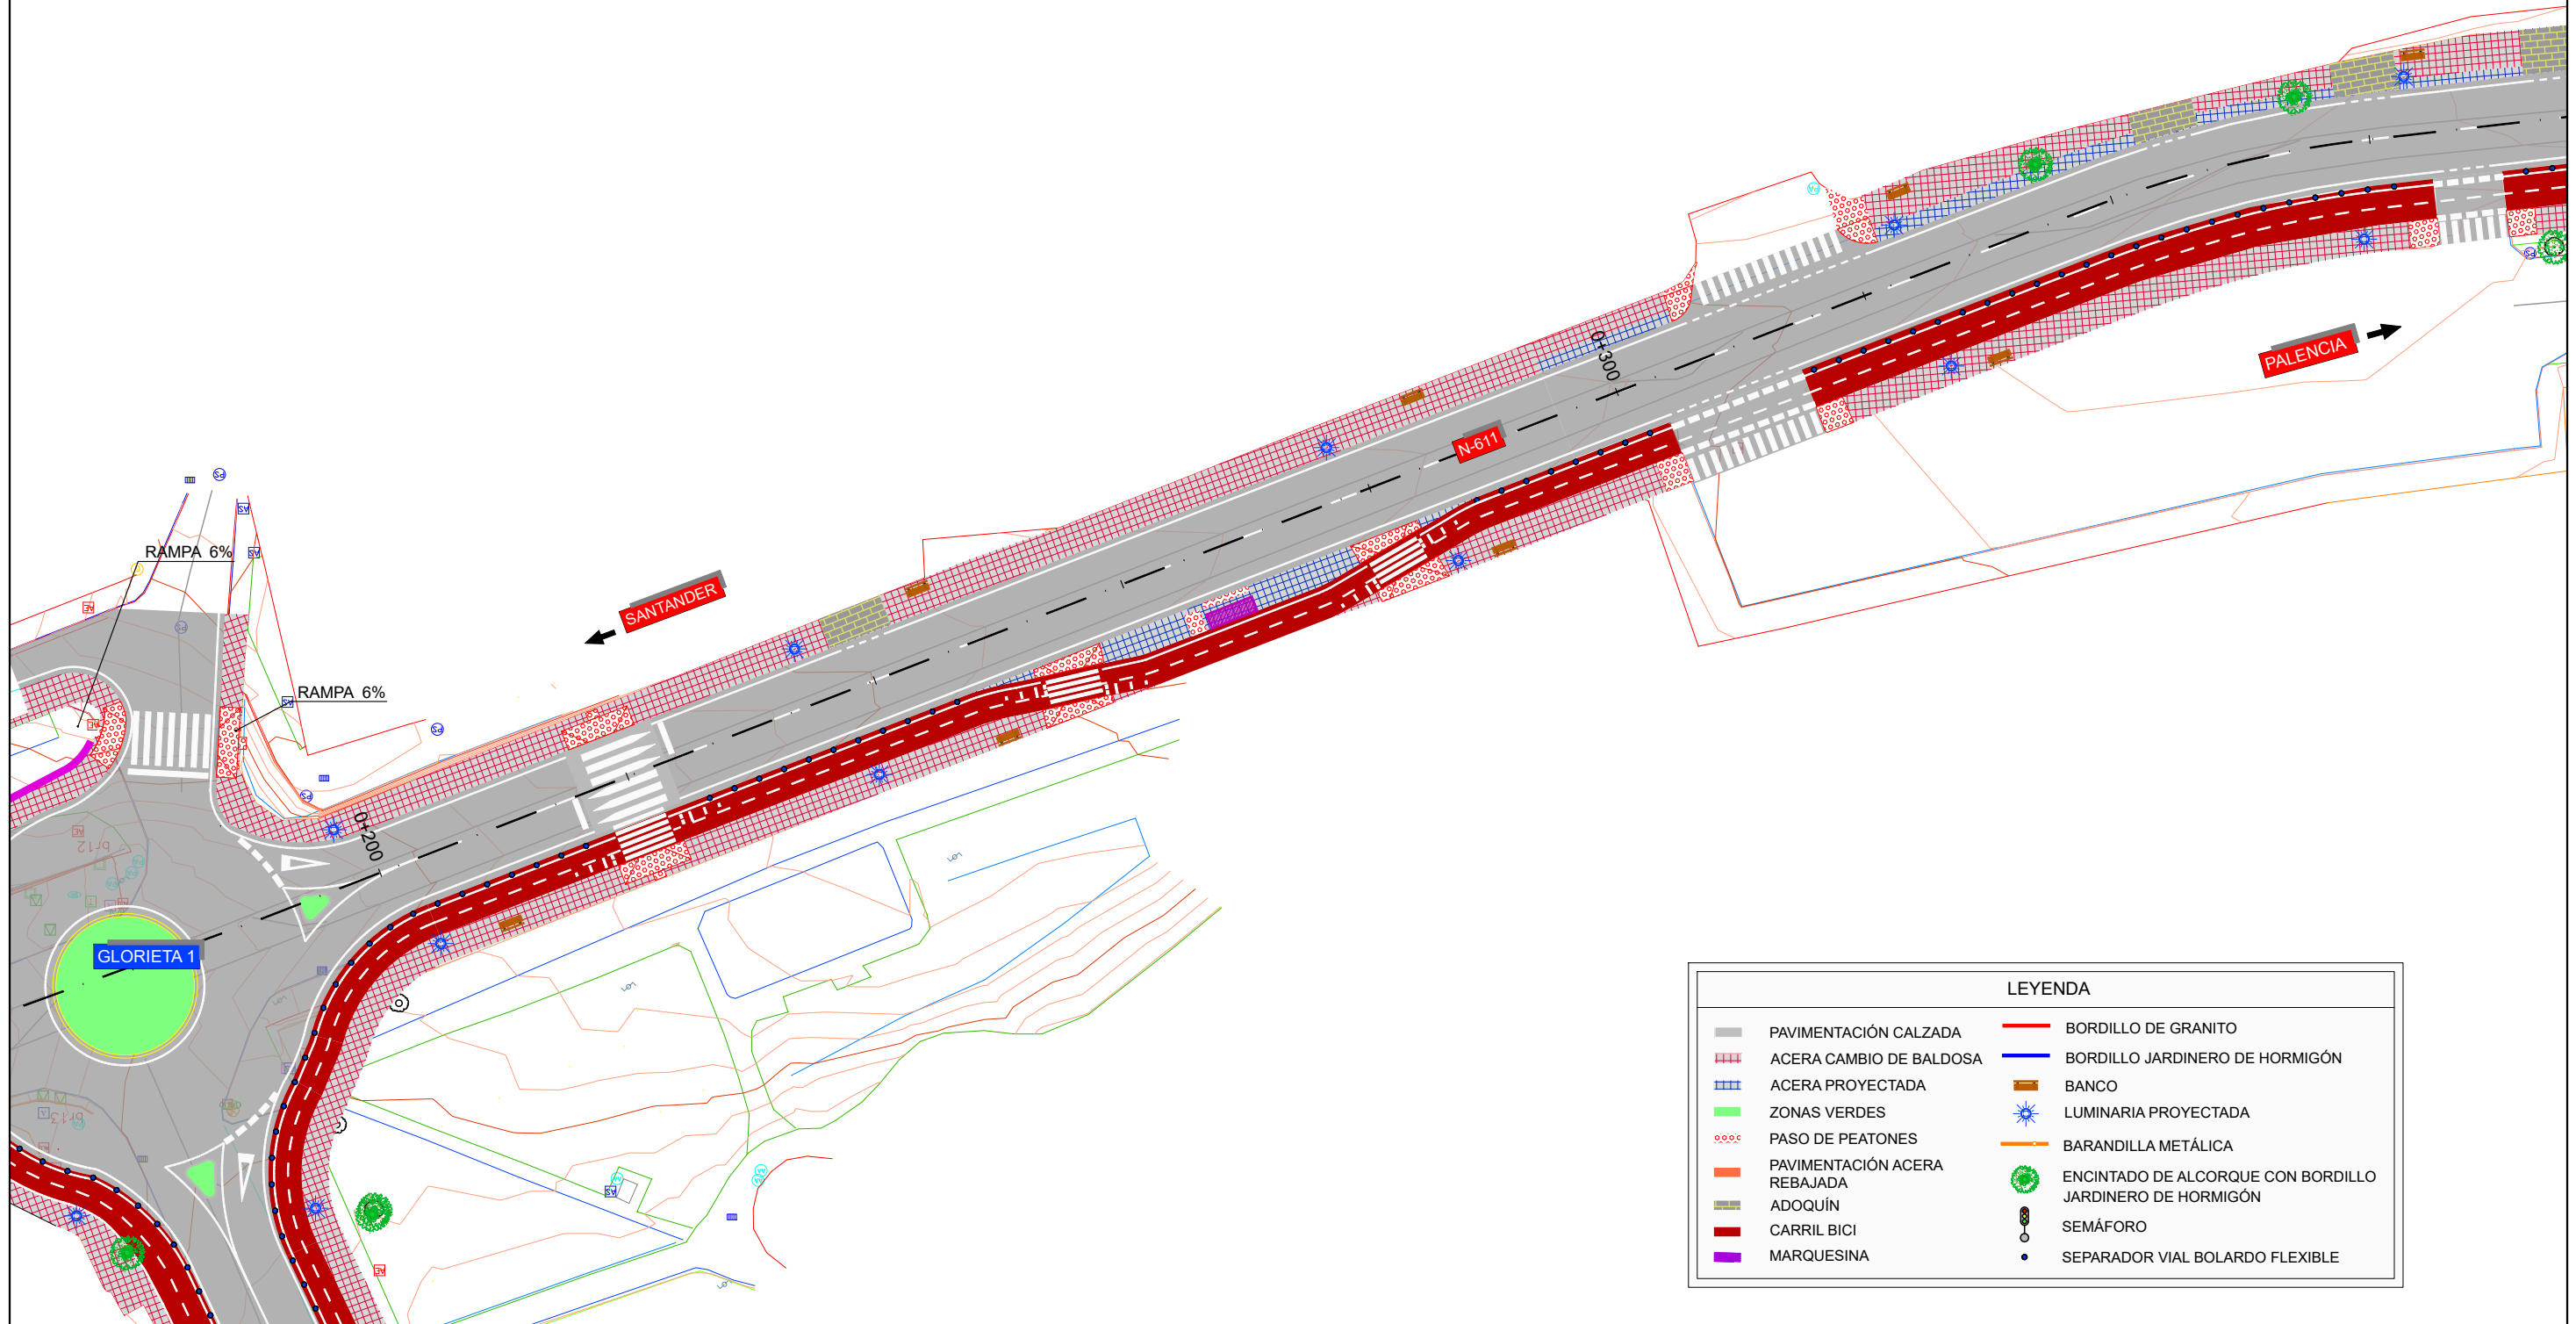 PALENCIA
0+300
N-611
RAMPA 6%
SANTANDER
RAMPA 6%
0+200
br12
GLORIETA 1
br13
LEYENDA
PAVIMENTACIÓN CALZADA
ACERA CAMBIO DE BALDOSA
ACERA PROYECTADA
ZONAS VERDES
PASO DE PEATONES
PAVIMENTACIÓN ACERA
REBAJADA
ADOQUÍN
CARRIL BICI
MARQUESINA
BORDILLO DE GRANITO
BORDILLO JARDINERO DE HORMIGÓN
BANCO
LUMINARIA PROYECTADA
BARANDILLA METÁLICA
ENCINTADO DE ALCORQUE CON BORDILLO
JARDINERO DE HORMIGÓN
SEMÁFORO
SEPARADOR VIAL BOLARDO FLEXIBLE